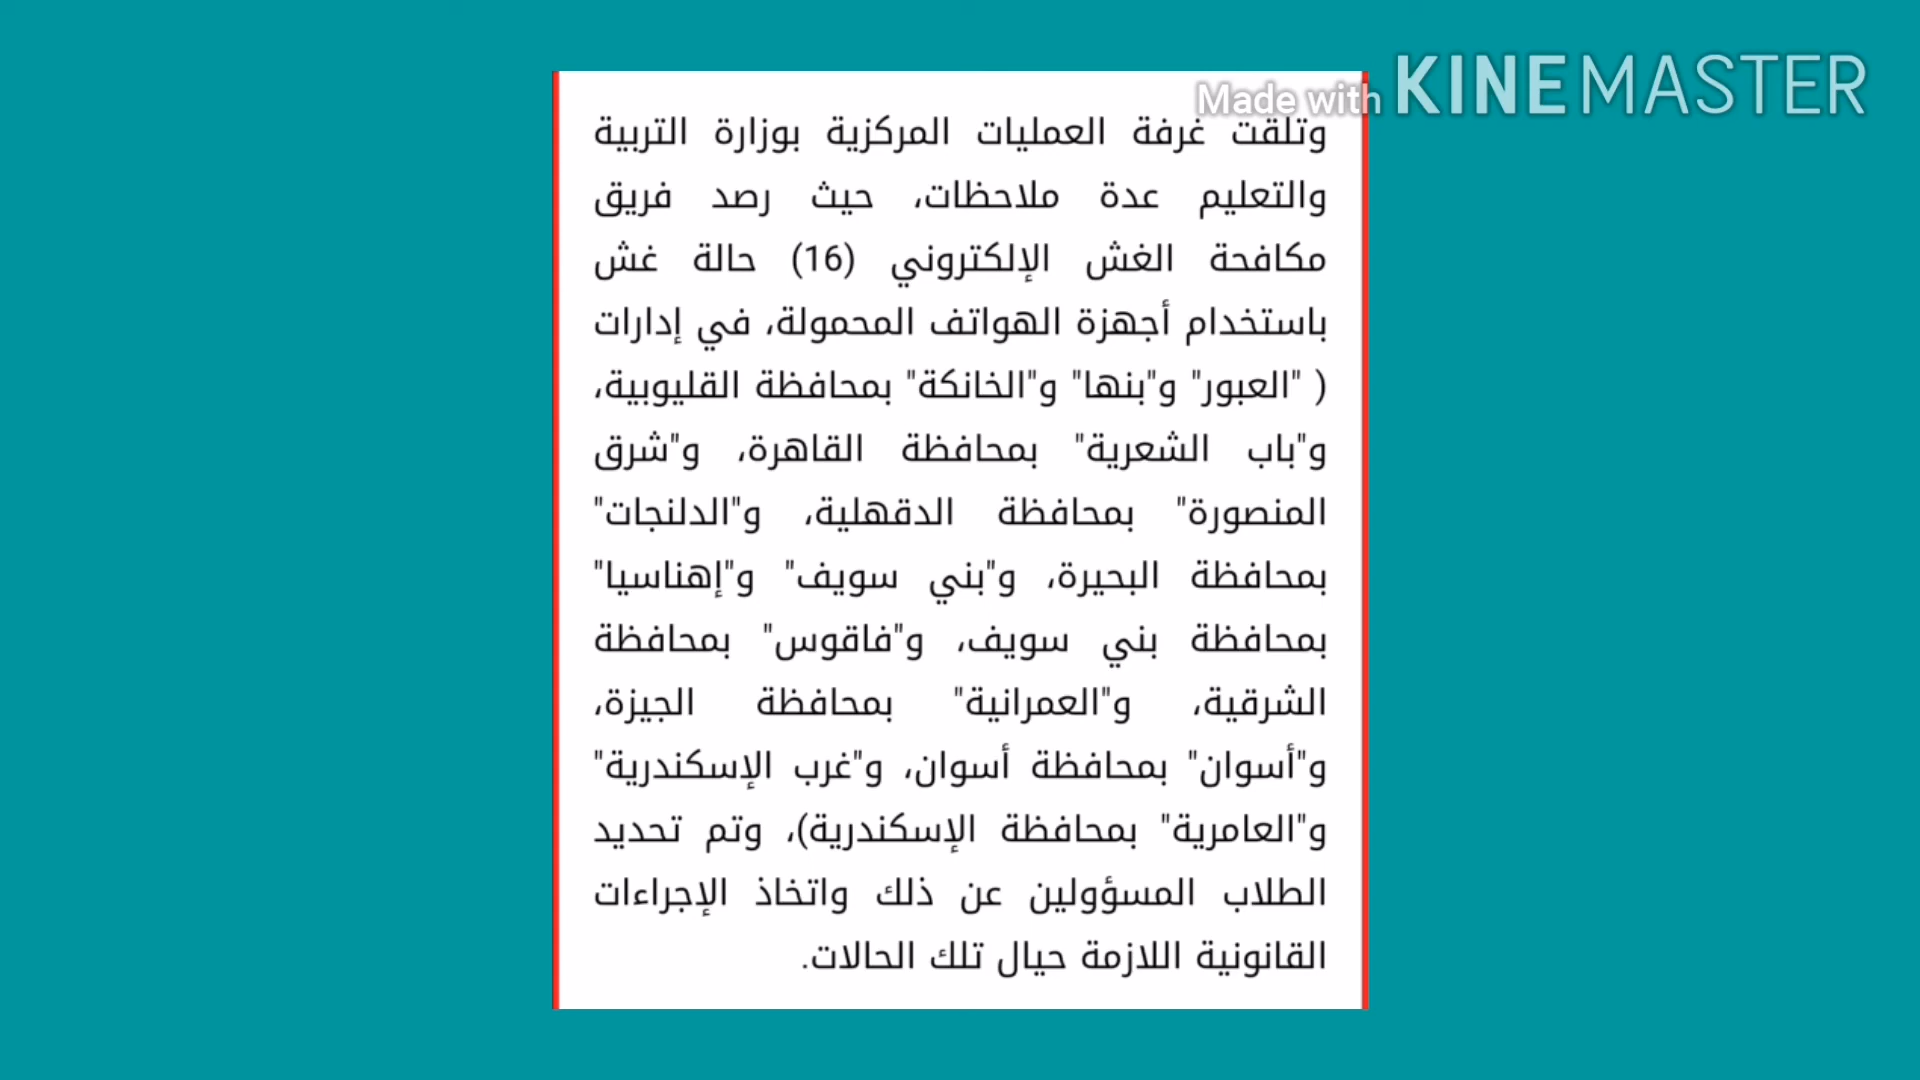 Made with KINEMASTER
وتلقت غرفة العمليات المركزية بوزارة التربية
والتعليم عدة ملاحظات، حيث رصد فريق
مكافحة الغش الإلكتروني (16) حالة غش
باستخدام أجهزة الهواتف المحمولة، في إدارات
( "العبور" و"بنها" و"الخانكة" بمحافظة القليوبية،
و"باب الشعرية" بمحافظة القاهرة، و"شرق
المنصورة" بمحافظة الدقهلية، و"الدلنجات"
بمحافظة البحيرة، و"بني سويف" و"إهناسيا"
بمحافظة بني سويف، و"فاقوس" بمحافظة
الشرقية، و"العمرانية" بمحافظة الجيزة،
و"أسوان" بمحافظة أسوان، و"غرب الإسكندرية"
و"العامرية" بمحافظة الإسكندرية)، وتم تحديد
الطلاب المسؤولين عن ذلك واتخاذ الإجراءات
القانونية اللازمة حيال تلك الحالات.